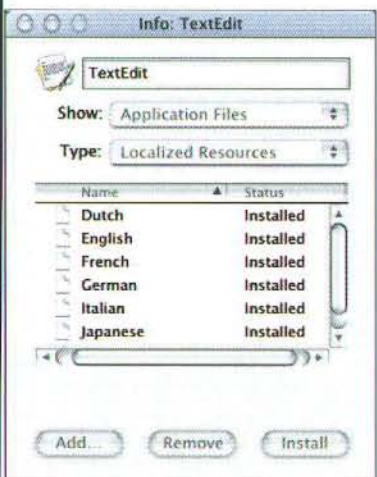 Info: TextEdit
TextEdit
Show: Application Files
Type: Localized Resources
Name Status
Dutch Installed
English Installed
French Installed
German Installed
Italian Installed
Japanese Installed
Add... Remove Install